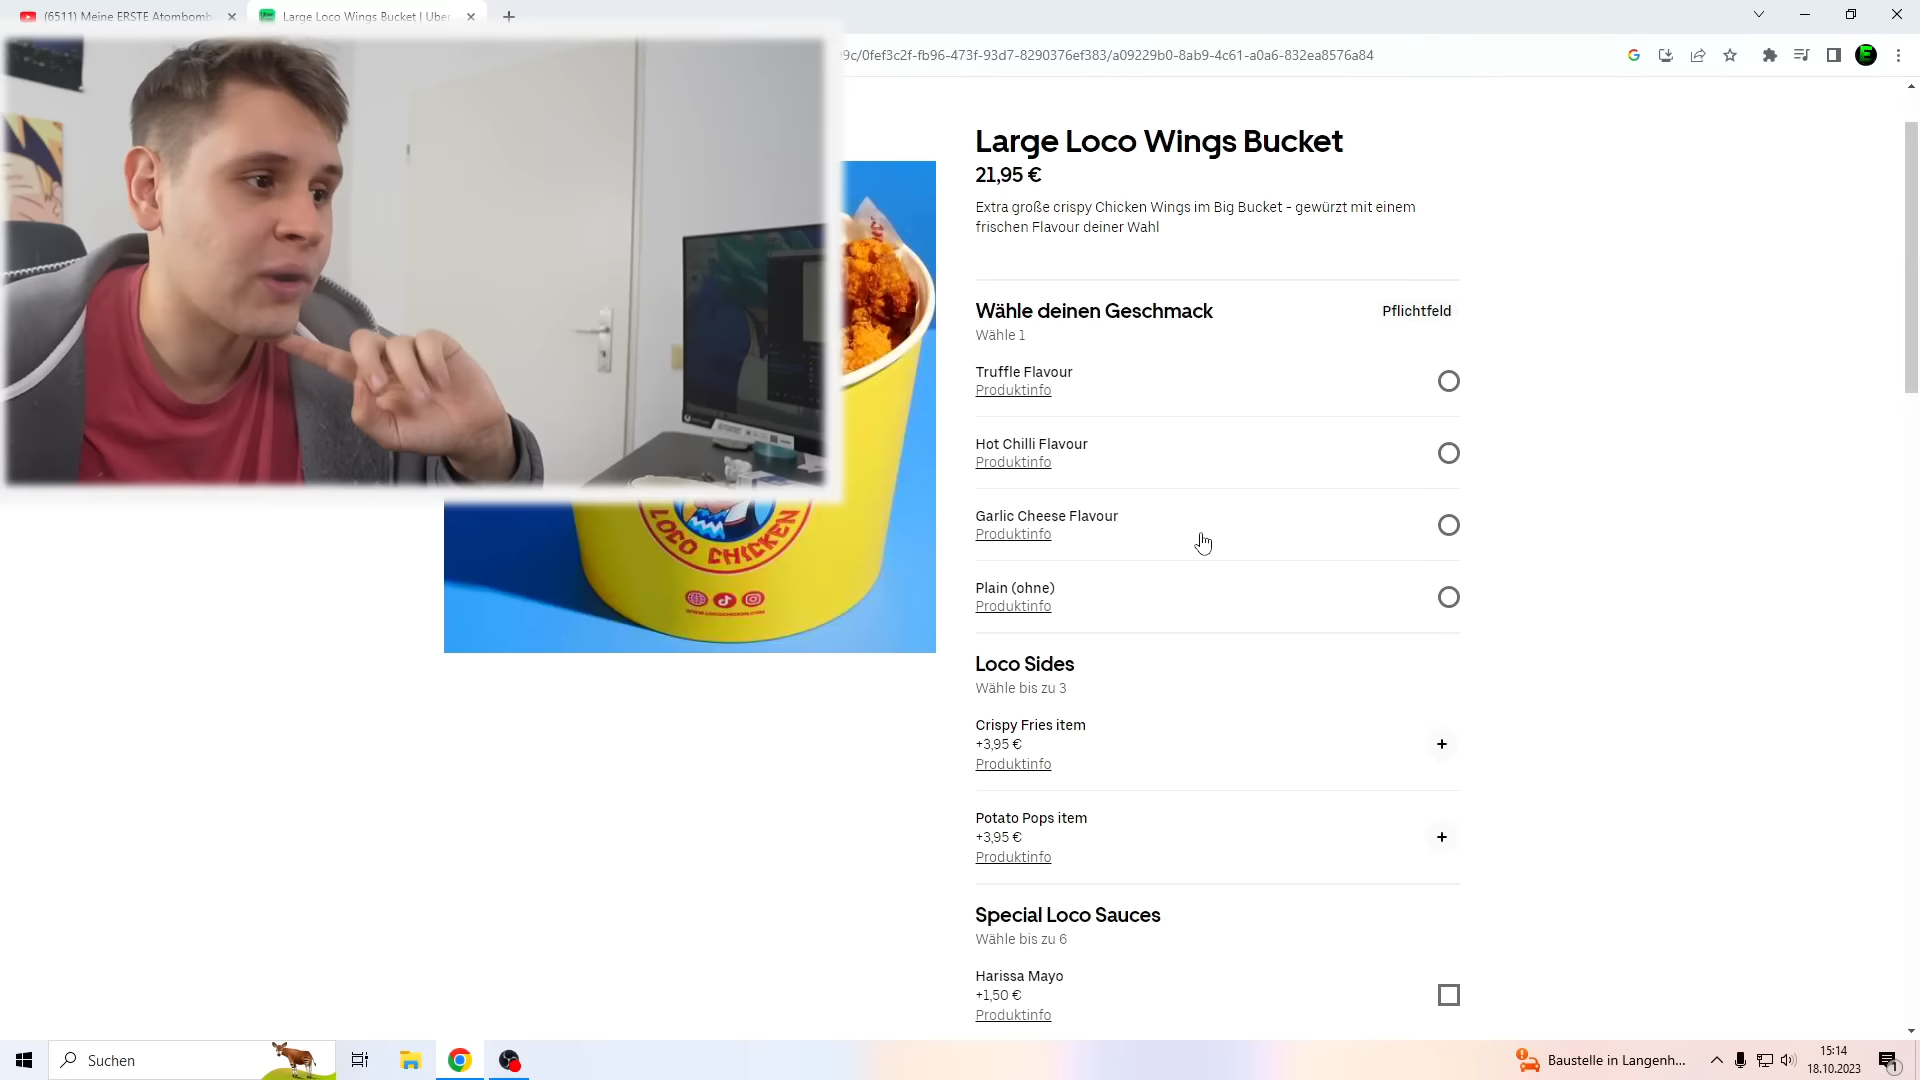 (6511) Meine ERSTE Atombomb
Large Loco Wings Bucket | Uber
9c/0fef3c2f-fb96-473f-93d7-8290376ef383/a09229b0-8ab9-4c61-a0a6-832ea8576a84
Large Loco Wings Bucket
21,95 €
Extra große crispy Chicken Wings im Big Bucket - gewürzt mit einem
frischen Flavour deiner Wahl
Wähle deinen Geschmack
Pflichtfeld
Wähle 1
Truffle Flavour
Produktinfo
Hot Chilli Flavour
Produktinfo
Garlic Cheese Flavour
Produktinfo
Plain (ohne)
Produktinfo
Loco Sides
Wähle bis zu 3
Crispy Fries item
+3,95 €
Produktinfo
Potato Pops item
+3,95 €
Produktinfo
Special Loco Sauces
Wähle bis zu 6
Harissa Mayo
+1,50 €
Produktinfo
LOCO CHICKEN
WWW.LOCOCHICKEN.COM
Suchen
Baustelle in Langenh...
15:14
18.10.2023
1